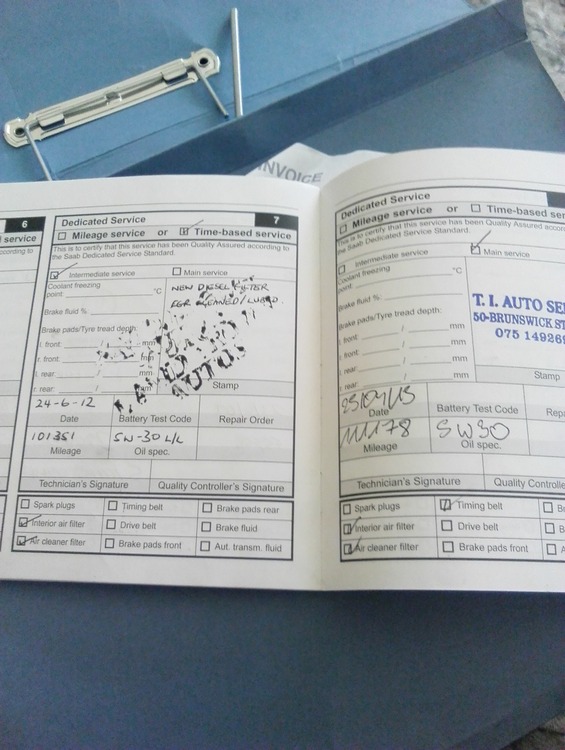 INVOICE
6
service
Dedicated Service 7
Mileage service or Time-based service
This is to certify that this service has been Quality Assured according to
the Saab Dedicated Service Standard.
Intermediate service Main service
Coolant freezing
point: °C
NEW DIESEL FILTER
EGR CLEANED/LUBED.
Brake fluid %:
Brake pads/Tyre tread depth:
l. front: / mm
r. front: / mm
l. rear: / mm
r. rear: / mm
AUTO
Stamp
24-6-12
Date Battery Test Code Repair Order
101351 5W-30 L/L
Mileage Oil spec.
Technician's Signature Quality Controller's Signature
Spark plugs Timing belt Brake pads rear
Interior air filter Drive belt Brake fluid
Air cleaner filter Brake pads front Aut. transm. fluid
Dedicated Service
Mileage service or Time-based ser
This is to certify that this service has been Quality Assured accor
the Saab Dedicated Service Standard.
Intermediate service Main service
Coolant freezing
point: °C
Brake fluid %:
Brake pads/Tyre tread depth:
l. front: / mm
r. front: / mm
l. rear: / mm
r. rear: / mm
T. I. AUTO SE
50-BRUNSWICK ST
075 14926
Stamp
Date Battery Test Code Rep
111178 5W30
Mileage Oil spec.
Technician's Signature Quality Controlle
Spark plugs Timing belt
Interior air filter Drive belt
Air cleaner filter Brake pads front